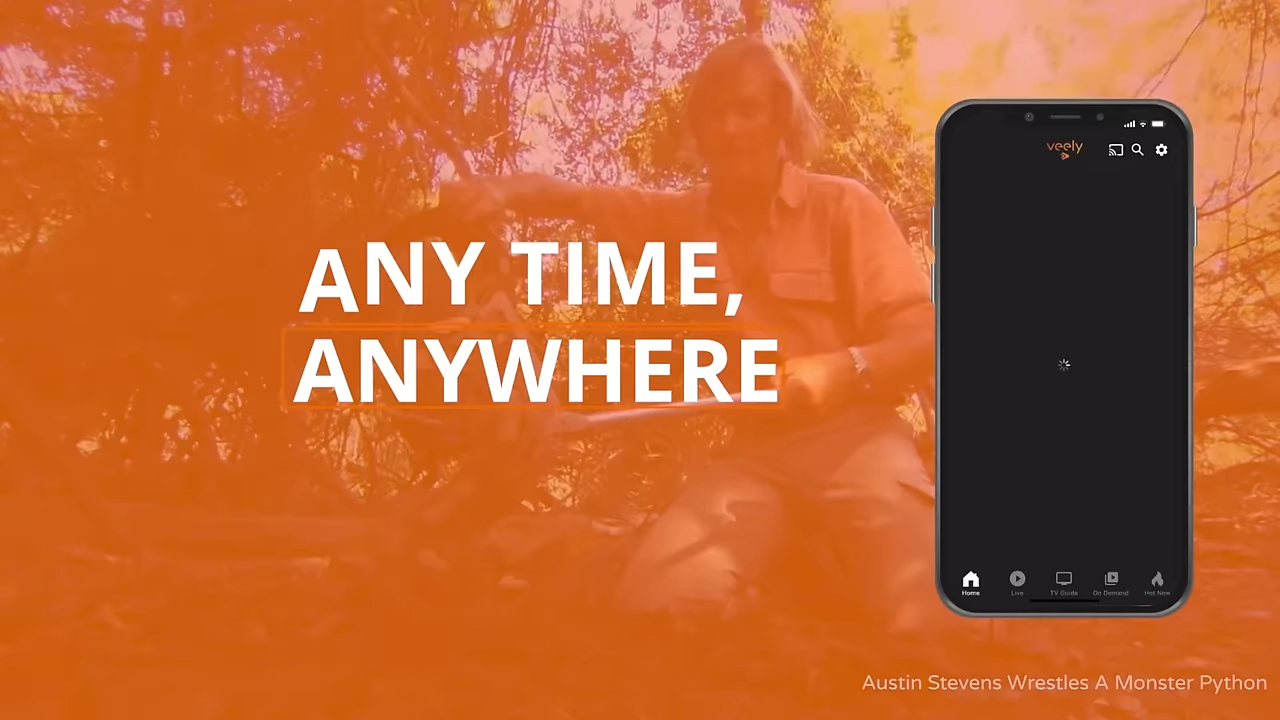 ANY TIME,
ANYWHERE
veely
Home
Live
TV Guide
On Demand
Hot Now
Austin Stevens Wrestles A Monster Python